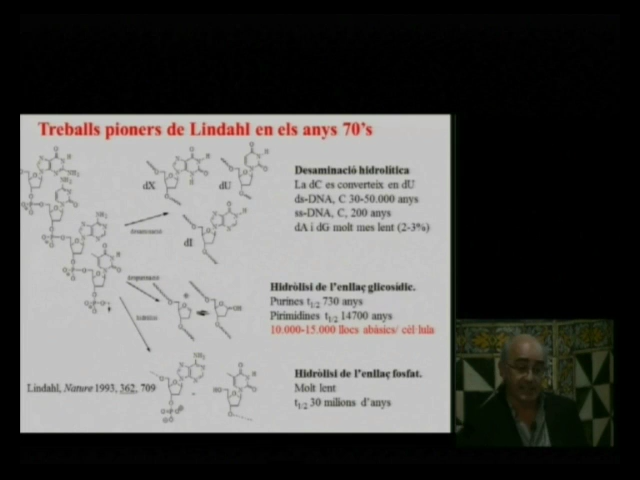 Treballs pioners de Lindahl en els anys 70's
Desaminació hidrolítica
La dC es converteix en dU
ds-DNA, C 30-50.000 anys
ss-DNA, C, 200 anys
dA i dG molt mes lent (2-3%)
dX
dU
dI
Hidròlisi de l'enllaç glicosídic.
Purines t1/2 730 anys
Pirimidines t1/2 14700 anys
10.000-15.000 llocs abàsics/ cèl·lula
Hidròlisi de l'enllaç fosfat.
Molt lent
t1/2 30 milions d'anys
Lindahl, Nature 1993, 362, 709